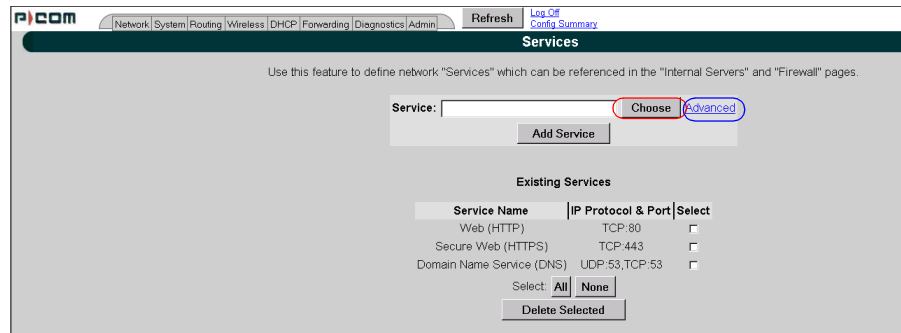 P)COM Network System Routing Wireless DHCP Forwarding Diagnostics Admin Refresh Log Off
Config Summary
Services
Use this feature to define network "Services" which can be referenced in the "Internal Servers" and "Firewall" pages.
Service: Choose Advanced
Add Service
Existing Services
Service Name IP Protocol & Port Select
Web (HTTP) TCP:80
Secure Web (HTTPS) TCP:443
Domain Name Service (DNS) UDP:53,TCP:53
Select: All None
Delete Selected